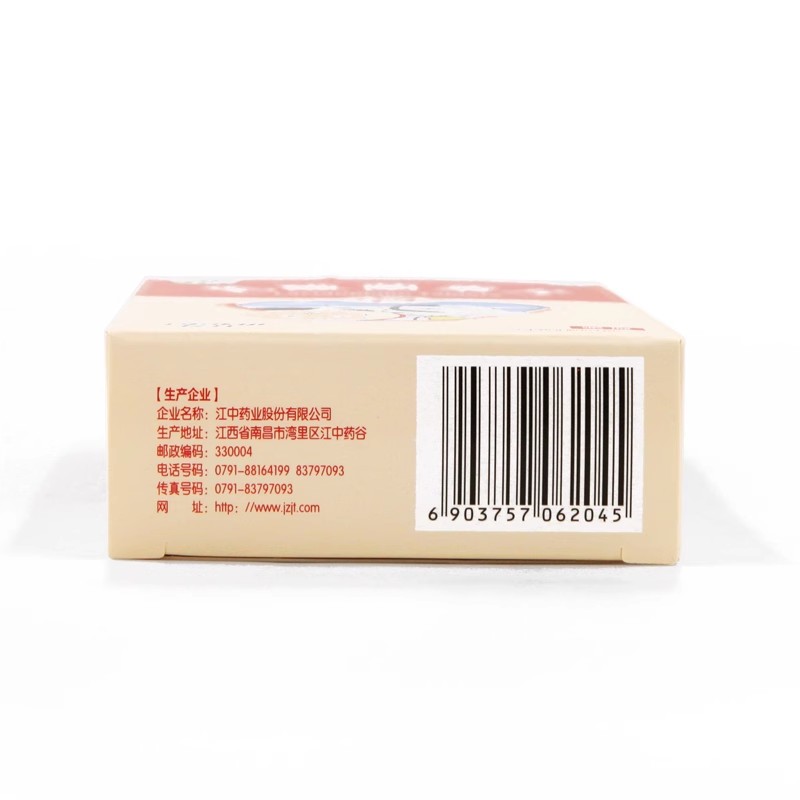 【生产企业】
企业名称：江中药业股份有限公司
生产地址：江西省南昌市湾里区江中药谷
邮政编码：330004
电话号码：0791-88164199 83797093
传真号码：0791-83797093
网 址：http://www.jzjt.com
6 903757 062045